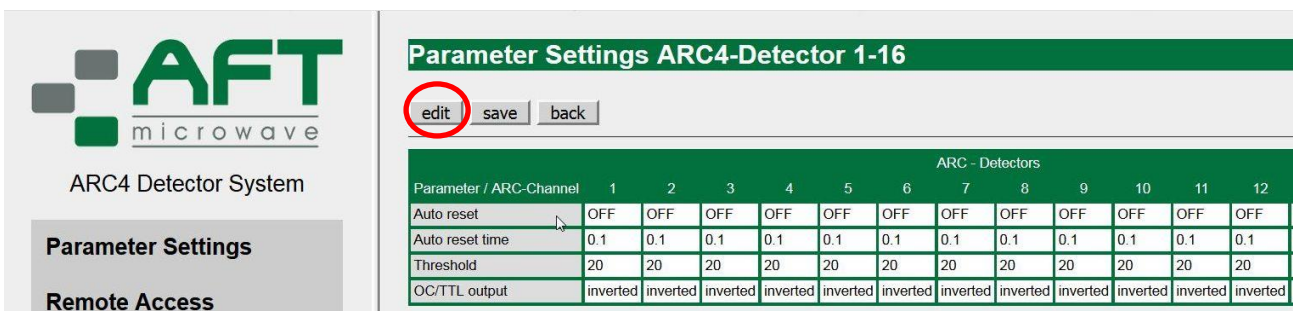 AFT
microwave
ARC4 Detector System
Parameter Settings
Remote Access
Parameter Settings ARC4-Detector 1-16
edit save back
ARC - Detectors
Parameter / ARC-Channel 1 2 3 4 5 6 7 8 9 10 11 12
Auto reset OFF OFF OFF OFF OFF OFF OFF OFF OFF OFF OFF OFF
Auto reset time 0.1 0.1 0.1 0.1 0.1 0.1 0.1 0.1 0.1 0.1 0.1 0.1
Threshold 20 20 20 20 20 20 20 20 20 20 20 20
OC/TTL output inverted inverted inverted inverted inverted inverted inverted inverted inverted inverted inverted inverted